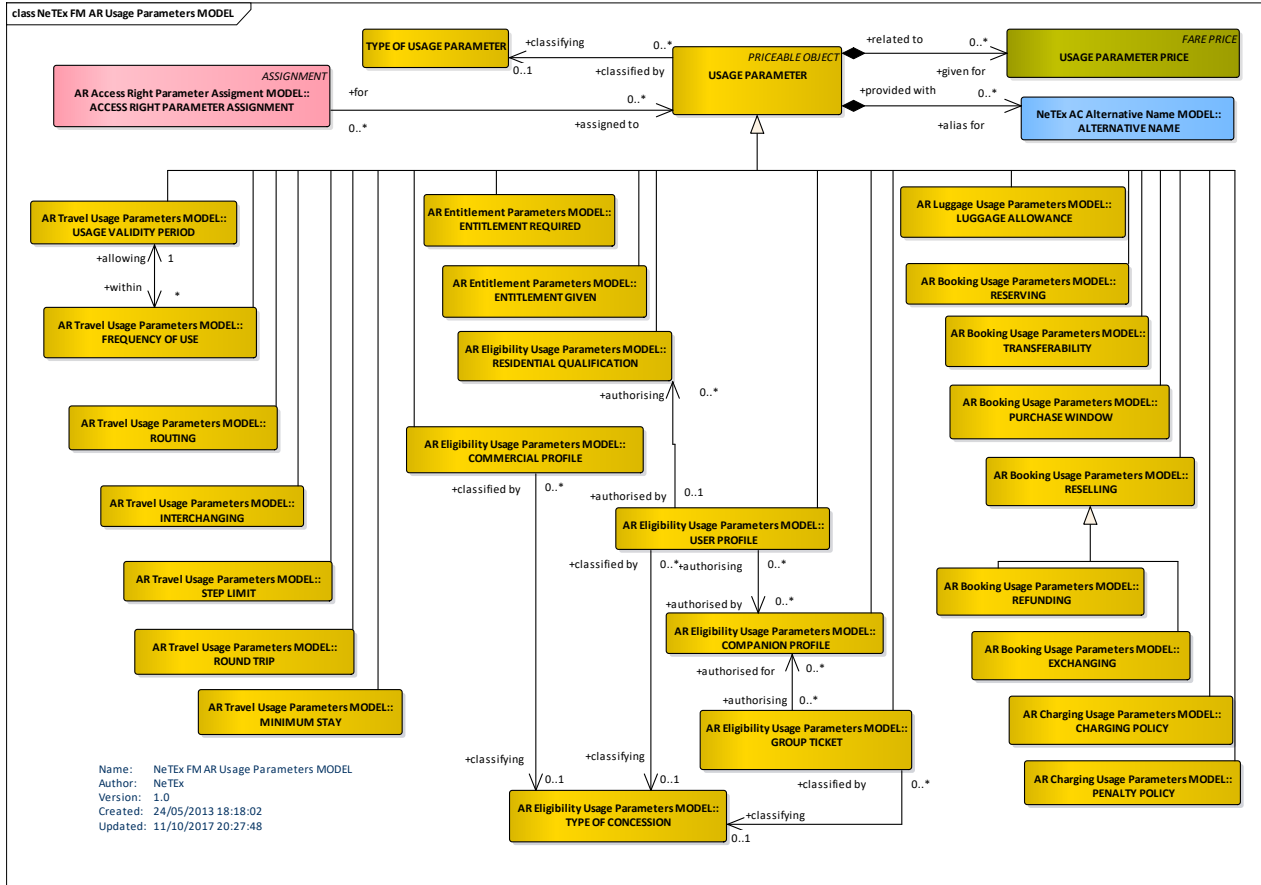 class NeTEx FM AR Usage Parameters MODEL
TYPE OF USAGE PARAMETER
+classifying
0..1
0..*
+classified by
PRICEABLE OBJECT
USAGE PARAMETER
+related to
0..*
+given for
FARE PRICE
USAGE PARAMETER PRICE
ASSIGNMENT
AR Access Right Parameter Assigment MODEL::
ACCESS RIGHT PARAMETER ASSIGNMENT
+for
0..*
0..*
+assigned to
+provided with
0..*
+alias for
NeTEx AC Alternative Name MODEL::
ALTERNATIVE NAME
AR Travel Usage Parameters MODEL::
USAGE VALIDITY PERIOD
+allowing
1
+within
*
AR Travel Usage Parameters MODEL::
FREQUENCY OF USE
AR Travel Usage Parameters MODEL::
ROUTING
AR Travel Usage Parameters MODEL::
INTERCHANGING
AR Travel Usage Parameters MODEL::
STEP LIMIT
AR Travel Usage Parameters MODEL::
ROUND TRIP
AR Travel Usage Parameters MODEL::
MINIMUM STAY
AR Entitlement Parameters MODEL::
ENTITLEMENT REQUIRED
AR Entitlement Parameters MODEL::
ENTITLEMENT GIVEN
AR Eligibility Usage Parameters MODEL::
RESIDENTIAL QUALIFICATION
+authorising
0..*
AR Eligibility Usage Parameters MODEL::
COMMERCIAL PROFILE
+classified by
0..*
+authorised by
0..1
AR Eligibility Usage Parameters MODEL::
USER PROFILE
+classified by
0..*
+authorising
0..*
+authorised by
0..*
AR Eligibility Usage Parameters MODEL::
COMPANION PROFILE
+authorised for
0..*
+authorising
0..*
AR Eligibility Usage Parameters MODEL::
GROUP TICKET
+classifying
0..1
+classifying
0..1
+classified by
0..*
AR Eligibility Usage Parameters MODEL::
TYPE OF CONCESSION
+classifying
0..1
AR Luggage Usage Parameters MODEL::
LUGGAGE ALLOWANCE
AR Booking Usage Parameters MODEL::
RESERVING
AR Booking Usage Parameters MODEL::
TRANSFERABILITY
AR Booking Usage Parameters MODEL::
PURCHASE WINDOW
AR Booking Usage Parameters MODEL::
RESELLING
AR Booking Usage Parameters MODEL::
REFUNDING
AR Booking Usage Parameters MODEL::
EXCHANGING
AR Charging Usage Parameters MODEL::
CHARGING POLICY
AR Charging Usage Parameters MODEL::
PENALTY POLICY
Name: NeTEx FM AR Usage Parameters MODEL
Author: NeTEx
Version: 1.0
Created: 24/05/2013 18:18:02
Updated: 11/10/2017 20:27:48